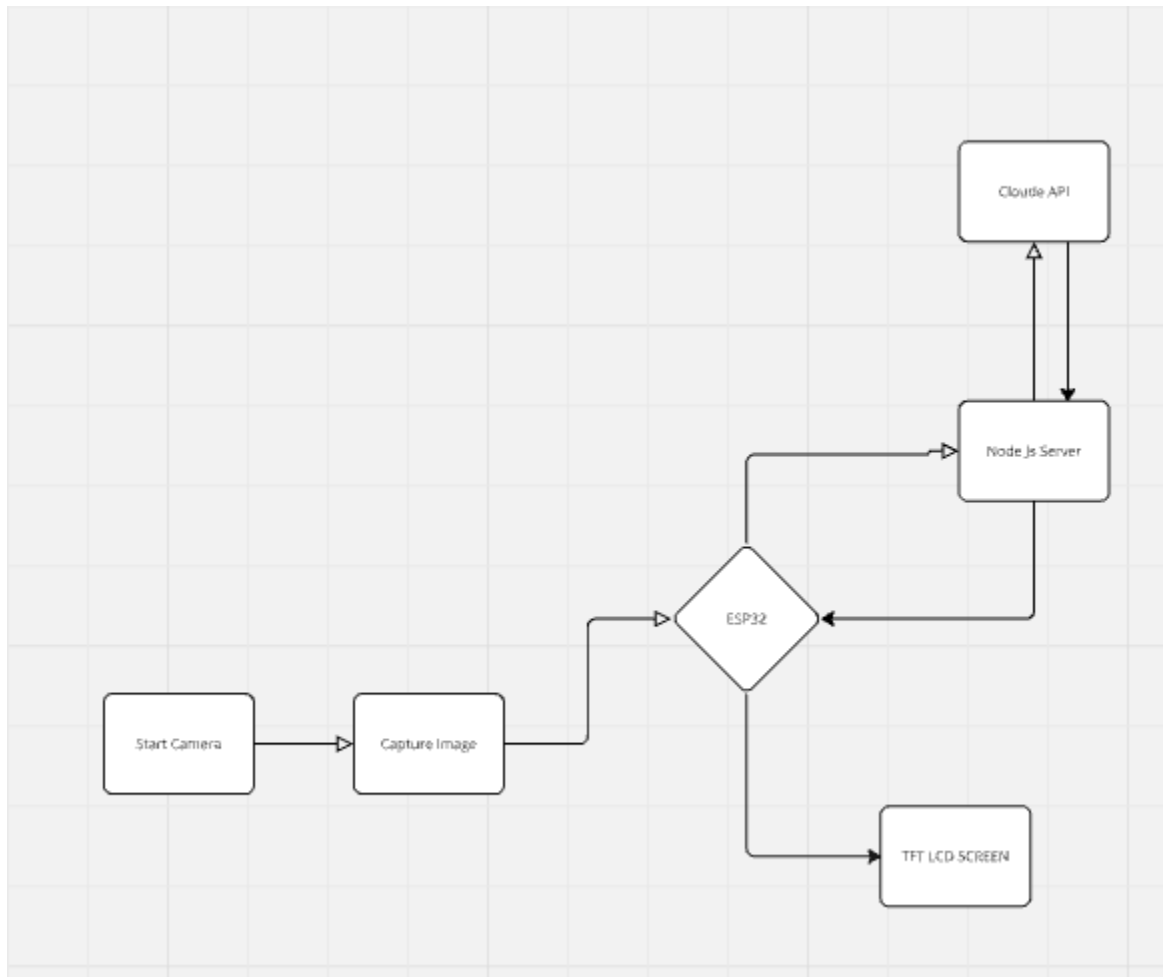 Cloude API
Node Js Server
ESP32
Start Camera
Capture Image
TFT LCD SCREEN